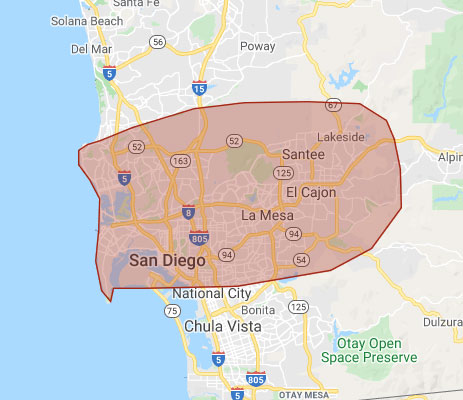 Santa Fe
Solana Beach
56
Del Mar
Poway
5
15
67
Lakeside
52
52
163
Santee
Alpin
125
5
El Cajon
8
La Mesa
805
94
94
San Diego
54
National City
75
Bonita
125
Chula Vista
Dulzura
Otay Open
Space Preserve
5
805
OTAY MESA